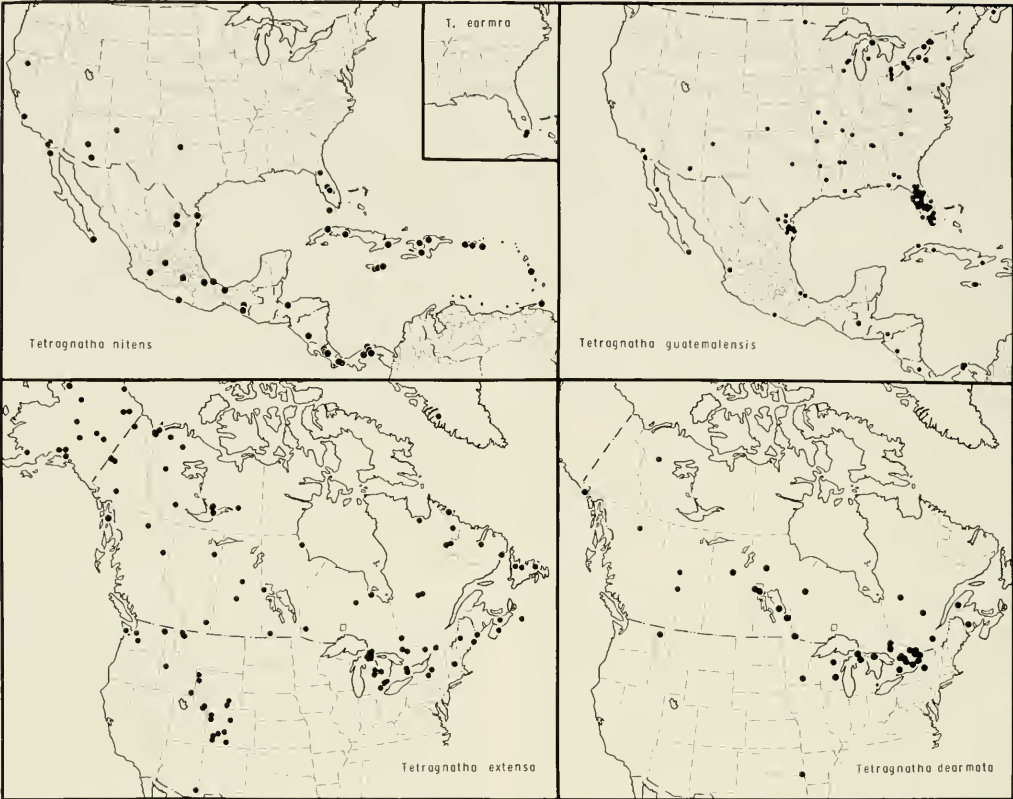 T. earmra
Tetragnatha nitens
Tetragnatha guatemalensis
Tetragnatha extensa
Tetragnatha dearmata